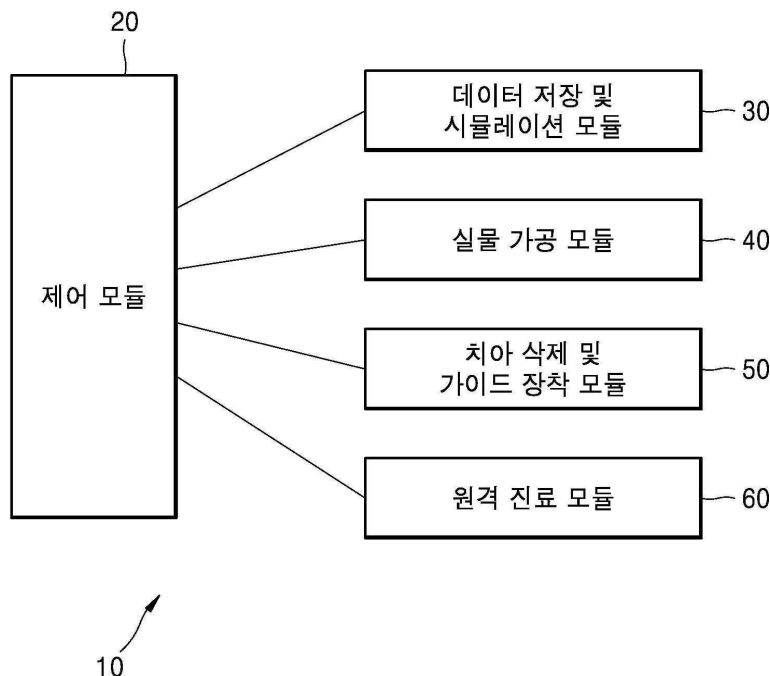 20
데이터 저장 및
시뮬레이션 모듈
30
실물 가공 모듈
40
제어 모듈
치아 삭제 및
가이드 장착 모듈
50
원격 진료 모듈
60
10